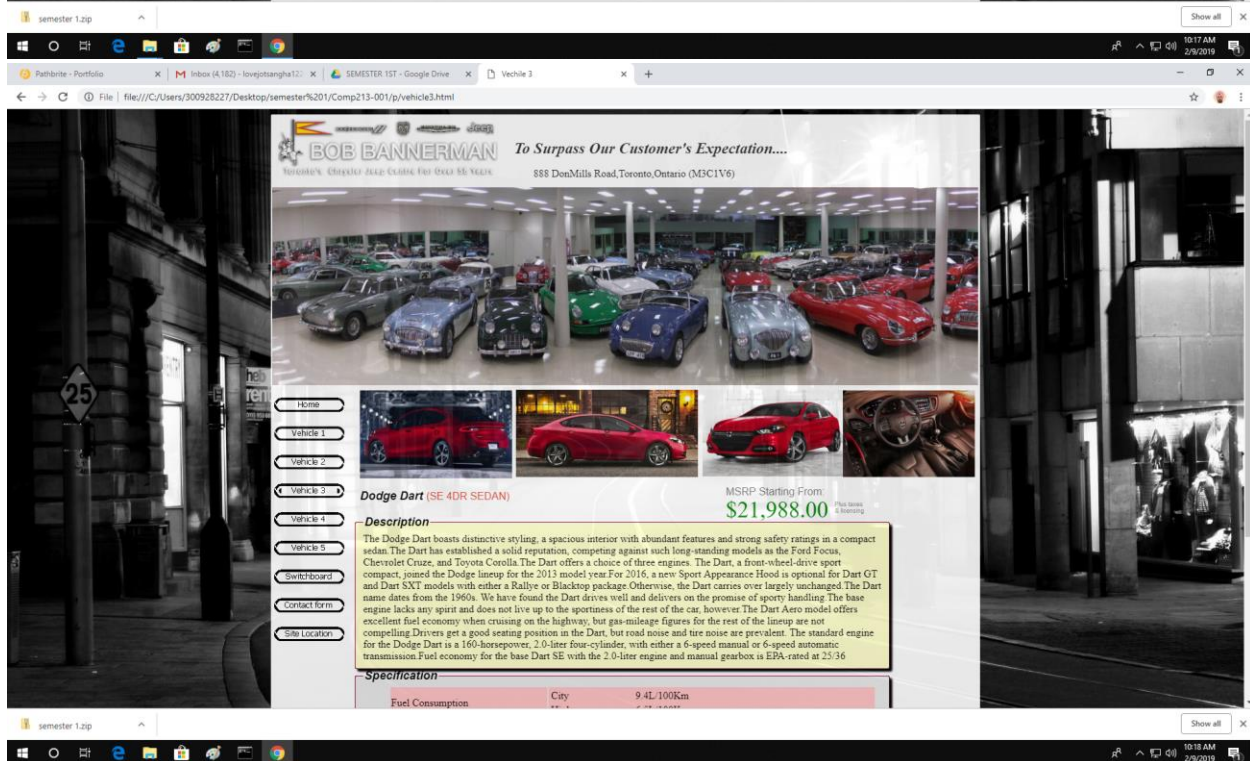 semester 1.zip
Show all
10:17 AM
2/9/2019
Pathbrite - Portfolio
Inbox (4,182) - lovejotsangha12
SEMESTER 1ST - Google Drive
Vechile 3
File | file:///C:/Users/300928227/Desktop/semester%201/Comp213-001/p/vehicle3.html
Jeep
BOB BANNERMAN
Toronto's Chrysler Jeep Centre For Over 55 Years
To Surpass Our Customer's Expectation....
888 DonMills Road,Toronto,Ontario (M3C1V6)
25
Home
Vehicle 1
Vehicle 2
Vehicle 3
Vehicle 4
Vehicle 5
Switchboard
Contact form
Site Location
Dodge Dart (SE 4DR SEDAN)
MSRP Starting From:
$21,988.00 Plus taxes
& licensing
Description
The Dodge Dart boasts distinctive styling, a spacious interior with abundant features and strong safety ratings in a compact
sedan.The Dart has established a solid reputation, competing against such long-standing models as the Ford Focus,
Chevrolet Cruze, and Toyota Corolla.The Dart offers a choice of three engines. The Dart, a front-wheel-drive sport
compact, joined the Dodge lineup for the 2013 model year.For 2016, a new Sport Appearance Hood is optional for Dart GT
and Dart SXT models with either a Rallye or Blacktop package.Otherwise, the Dart carries over largely unchanged.The Dart
name dates from the 1960s. We have found the Dart drives well and delivers on the promise of sporty handling.The base
engine lacks any spirit and does not live up to the sportiness of the rest of the car, however.The Dart Aero model offers
excellent fuel economy when cruising on the highway, but gas-mileage figures for the rest of the lineup are not
compelling.Drivers get a good seating position in the Dart, but road noise and tire noise are prevalent. The standard engine
for the Dodge Dart is a 160-horsepower, 2.0-liter four-cylinder, with either a 6-speed manual or 6-speed automatic
transmission.Fuel economy for the base Dart SE with the 2.0-liter engine and manual gearbox is EPA-rated at 25/36
Specification
Fuel Consumption
City 9.4L/100Km
semester 1.zip
Show all
10:18 AM
2/9/2019